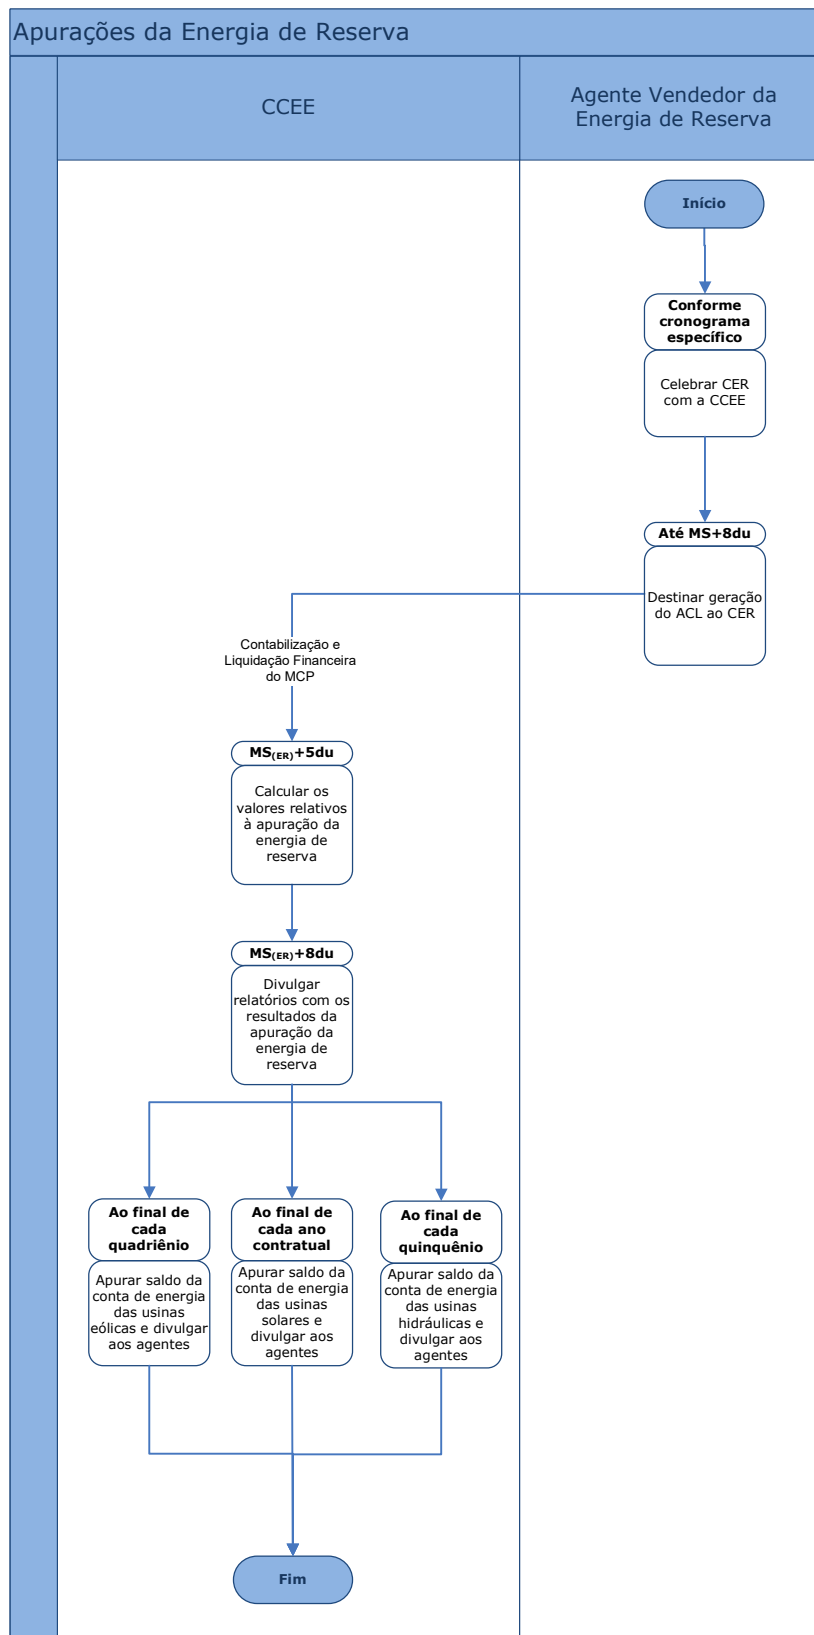 Apurações da Energia de Reserva
CCEE
Agente Vendedor da
Energia de Reserva
Início
Conforme
cronograma
específico
Celebrar CER
com a CCEE
Até MS+8du
Destinar geração
do ACL ao CER
Contabilização e
Liquidação Financeira
do MCP
MS(ER)+5du
Calcular os
valores relativos
à apuração da
energia de
reserva
MS(ER)+8du
Divulgar
relatórios com os
resultados da
apuração da
energia de
reserva
Ao final de
cada
quadriênio
Apurar saldo da
conta de energia
das usinas
eólicas e divulgar
aos agentes
Ao final de
cada ano
contratual
Apurar saldo da
conta de energia
das usinas
solares e
divulgar aos
agentes
Ao final de
cada
quinquênio
Apurar saldo da
conta de energia
das usinas
hidráulicas e
divulgar aos
agentes
Fim